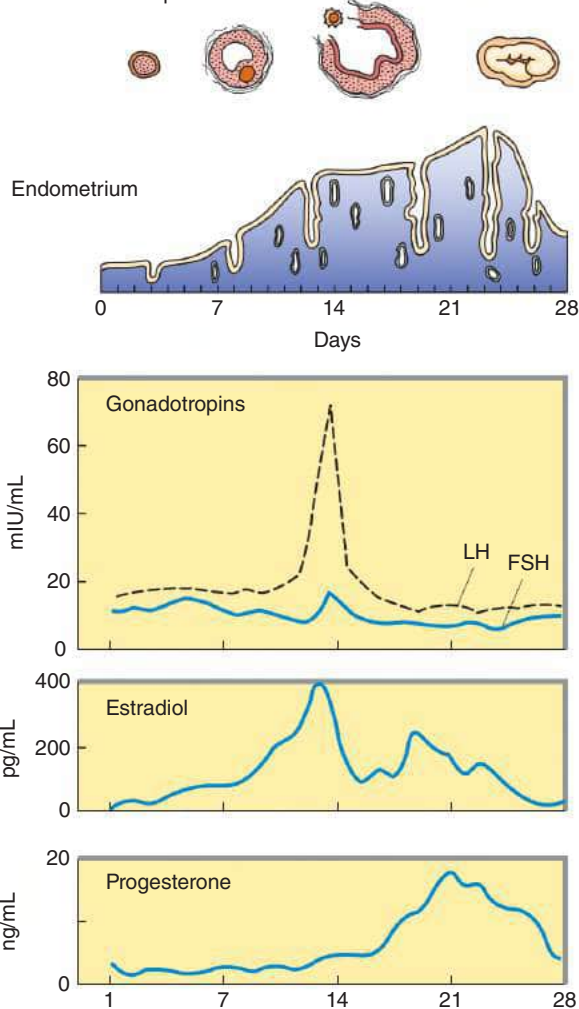 Endometrium
0 7 14 21 28
Days
80
Gonadotropins
60
mIU/mL
40
LH
FSH
20
0
400
Estradiol
pg/mL
200
0
20
Progesterone
ng/mL
0
1 7 14 21 28